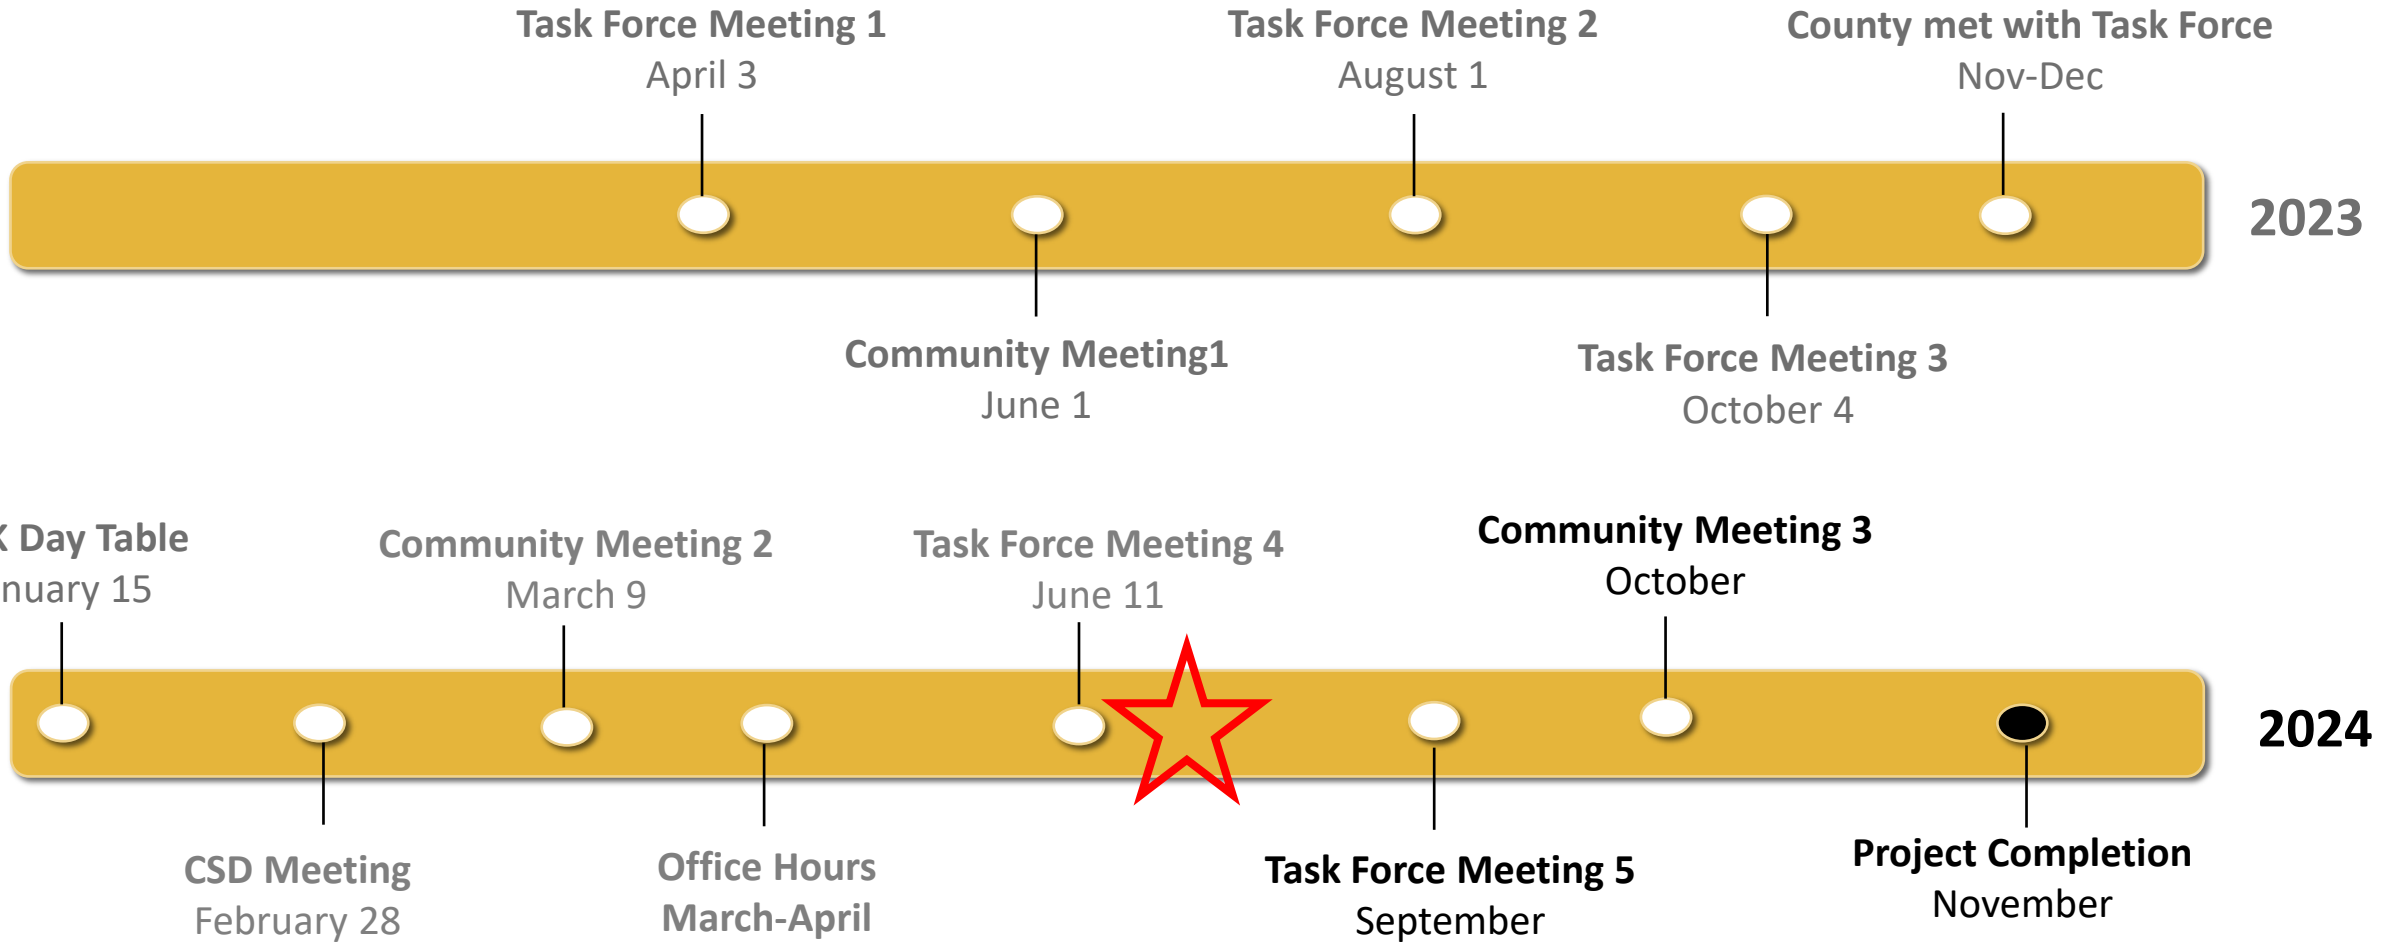 Task Force Meeting 1
April 3
Task Force Meeting 2
August 1
County met with Task Force
Nov-Dec
2023
Community Meeting1
June 1
Task Force Meeting 3
October 4
Day Table
15
Community Meeting 2
March 9
Task Force Meeting 4
June 11
Community Meeting 3
October
2024
CSD Meeting
February 28
Office Hours
March-April
Task Force Meeting 5
September
Project Completion
November